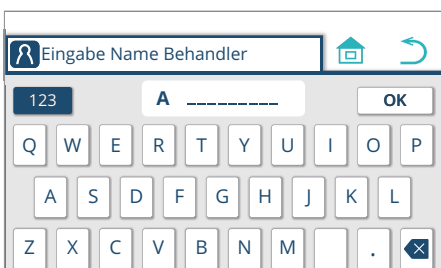 Eingabe Name Behandler
123 A _________ OK
Q W E R T Y U I O P
A S D F G H J K L
Z X C V B N M .